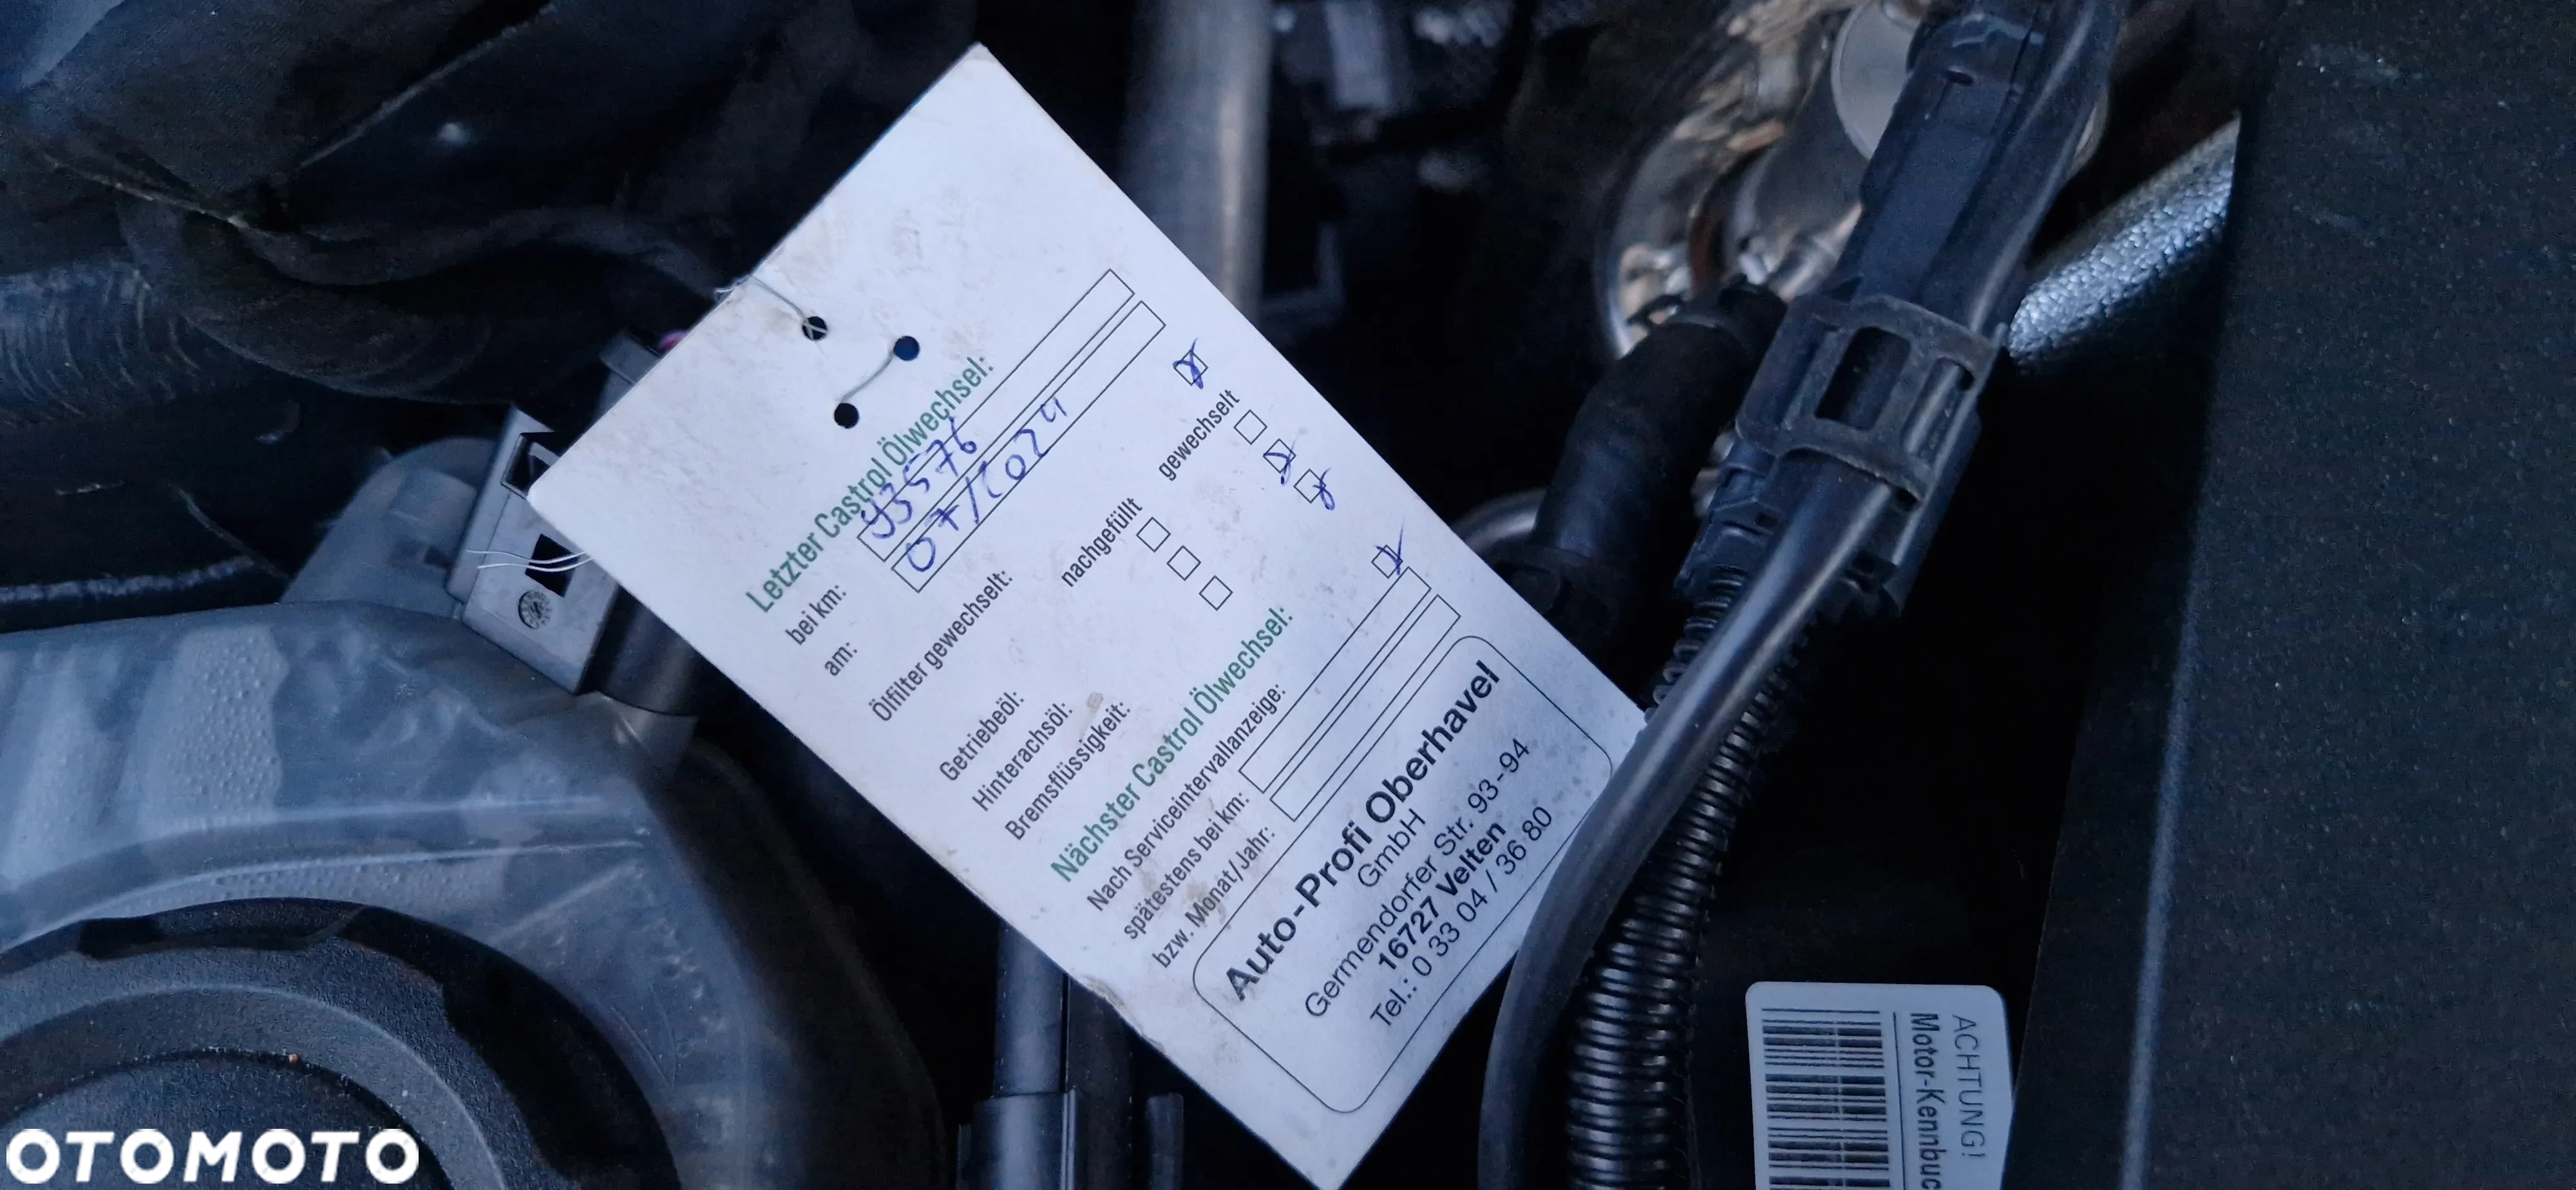 Letzter Castrol Ölwechsel:
bei km: 93576
am: 07/2024
Ölfilter gewechselt:
nachgefüllt gewechselt
Getriebeöl:
Hinterachsöl:
Bremsflüssigkeit:
Nächster Castrol Ölwechsel:
Nach Serviceintervallanzeige:
spätestens bei km:
bzw. Monat/Jahr:
Auto-Profi Oberhavel
GmbH
Germendorfer Str. 93-94
16727 Velten
Tel.: 0 33 04 / 36 80
ACHTUNG!
Motor-Kennbuc
OTOMOTO